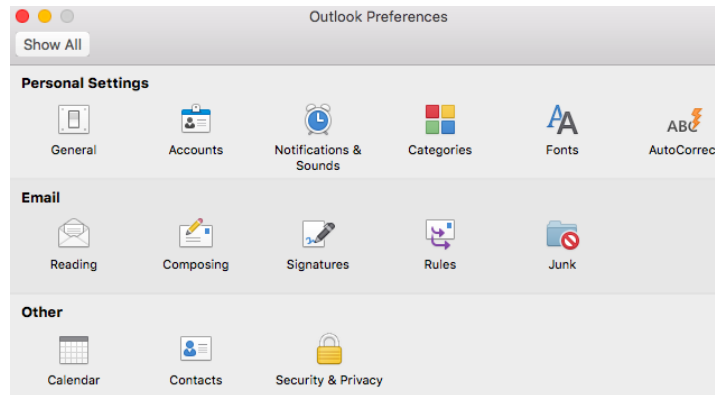 Outlook Preferences
Show All
Personal Settings
General Accounts Notifications & Sounds Categories Fonts AutoCorrec
Email
Reading Composing Signatures Rules Junk
Other
Calendar Contacts Security & Privacy